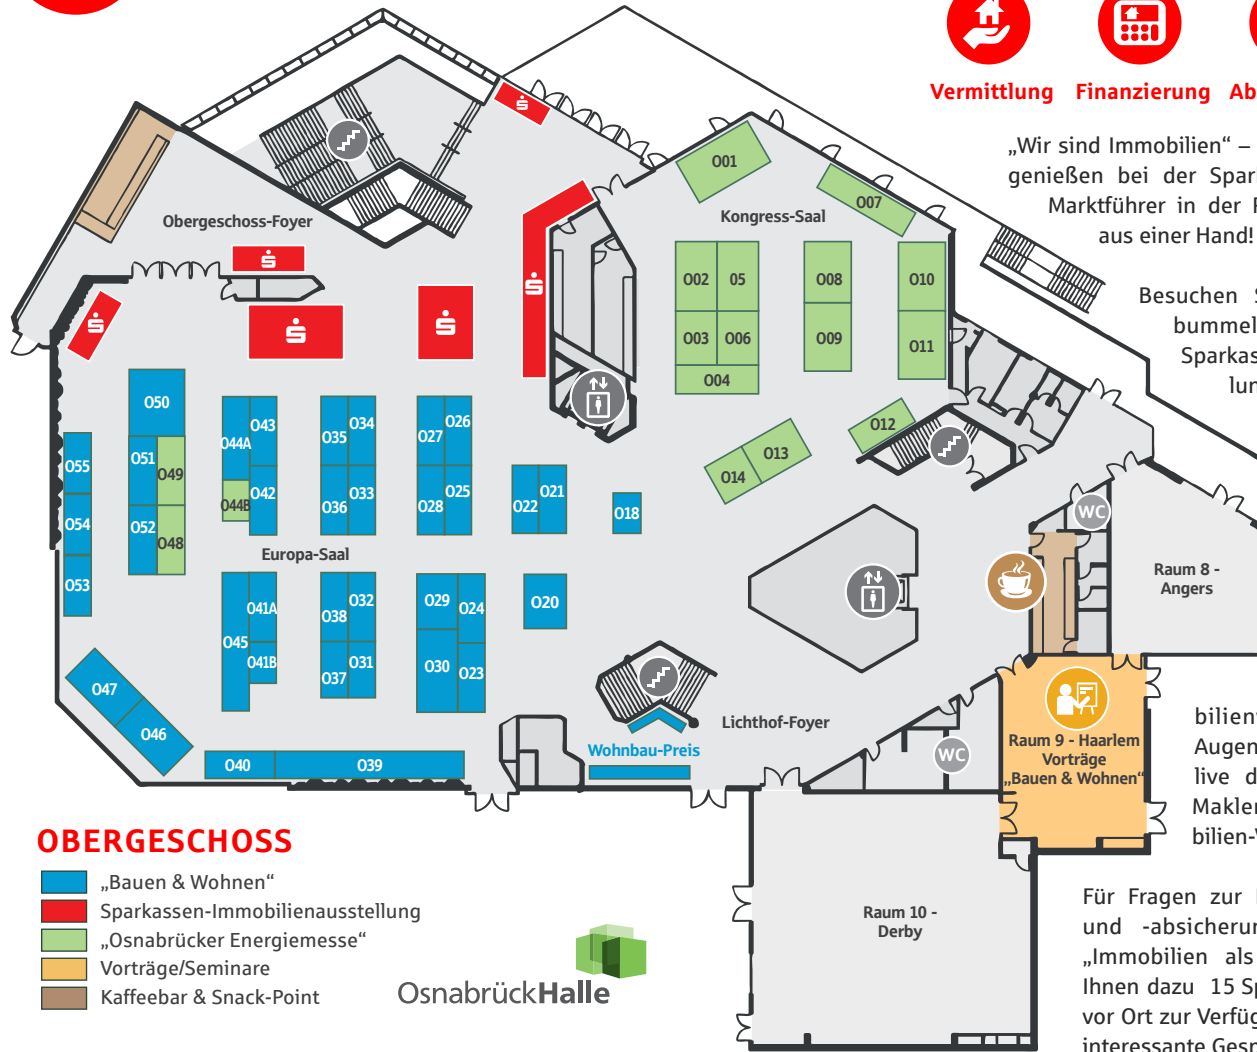 Vermittlung Finanzierung Ab
„Wir sind Immobilien“ –
genießen bei der Spar
Marktführer in der
aus einer Hand!
Besuchen S
bummel
Sparkas
lun
Obergeschoss-Foyer
Kongress-Saal
O01
O07
O02 05 O08 O10
O03 O06 O09 O11
O04
O12
O13
O14
O50
O55 O51 O49 O44A O43 O35 O34 O27 O26
O54 O52 O48 O44B O42 O36 O33 O28 O25 O22 O21 O18
O53
Europa-Saal
O45 O41A O38 O32 O29 O24 O20
O41B O37 O31 O30 O23
O47
O46
O40 O39
WC
Raum 8 -
Angers
Lichthof-Foyer
Wohnbau-Preis
WC
Raum 9 - Haarlem
Vorträge
„Bauen & Wohnen“
Raum 10 -
Derby
bilien
Augen
live d
Makler
bilien-
Für Fragen zur
und -absicherun
„Immobilien als
Ihnen dazu 15 Sp
vor Ort zur Verfüg
interessante Gesp
OBERGESCHOSS
„Bauen & Wohnen“
Sparkassen-Immobilienausstellung
„Osnabrücker Energiemesse“
Vorträge/Seminare
Kaffeebar & Snack-Point
OsnabrückHalle